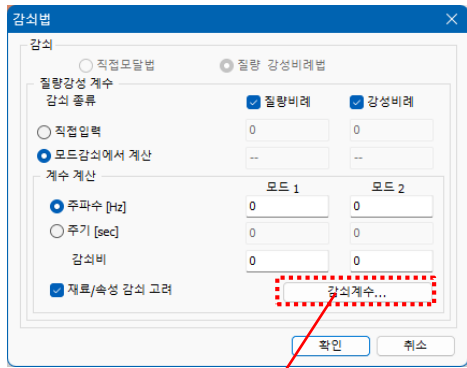 감쇠법
감쇠
직접모달법 질량 강성비례법
질량강성 계수
감쇠 종류 질량비례 강성비례
직접입력 0 0
모드감쇠에서 계산 -- --
계수 계산
모드 1 모드 2
주파수 [Hz] 0 0
주기 [sec] 0 0
감쇠비 0 0
재료/속성 감쇠 고려 감쇠계수...
확인 취소